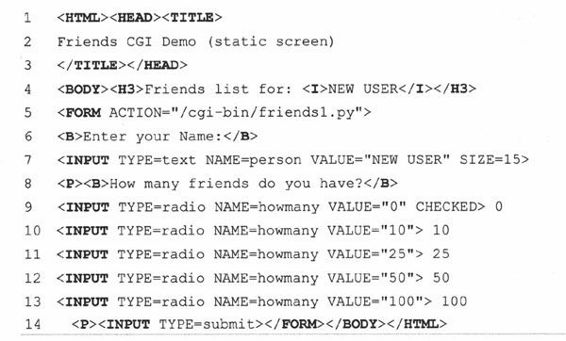 1 <HTML><HEAD><TITLE>
2 Friends CGI Demo (static screen)
3 </TITLE></HEAD>
4 <BODY><H3>Friends list for: <I>NEW USER</I></H3>
5 <FORM ACTION="/cgi-bin/friends1.py">
6 <B>Enter your Name:</B>
7 <INPUT TYPE=text NAME=person VALUE="NEW USER" SIZE=15>
8 <P><B>How many friends do you have?</B>
9 <INPUT TYPE=radio NAME=howmany VALUE="0" CHECKED> 0
10 <INPUT TYPE=radio NAME=howmany VALUE="10"> 10
11 <INPUT TYPE=radio NAME=howmany VALUE="25"> 25
12 <INPUT TYPE=radio NAME=howmany VALUE="50"> 50
13 <INPUT TYPE=radio NAME=howmany VALUE="100"> 100
14 <P><INPUT TYPE=submit></FORM></BODY></HTML>